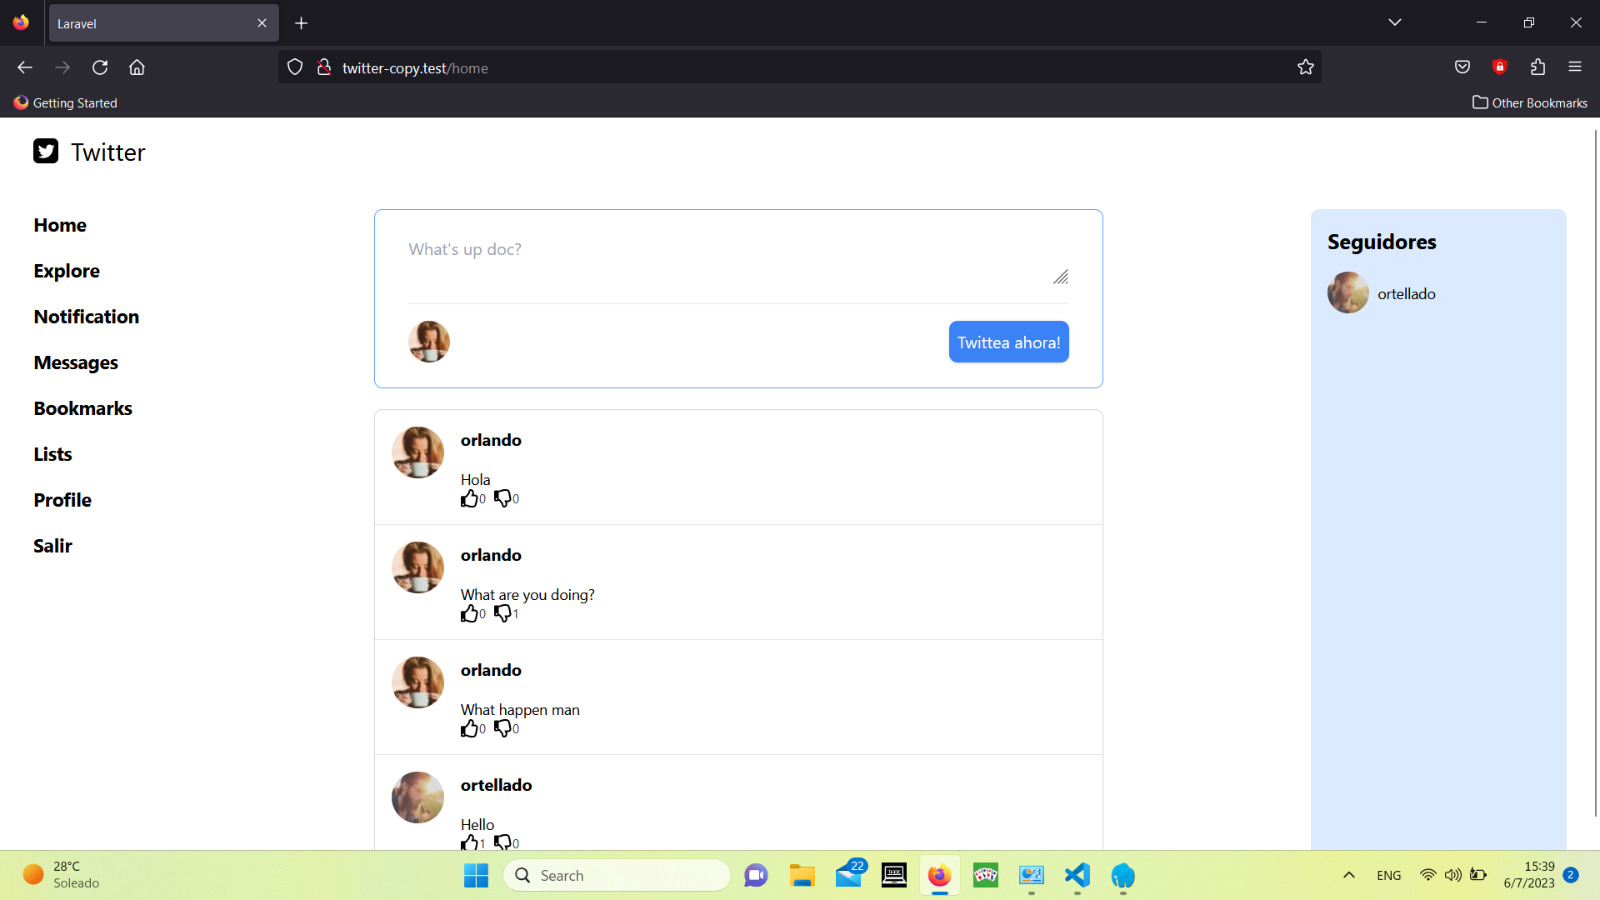 Laravel
twitter-copy.test/home
Getting Started
Other Bookmarks
Twitter
Home
Explore
Notification
Messages
Bookmarks
Lists
Profile
Salir
What's up doc?
Twittea ahora!
orlando
Hola
0 0
orlando
What are you doing?
0 1
orlando
What happen man
0 0
ortellado
Hello
1 0
Seguidores
ortellado
28°C
Soleado
Search
22
ENG
15:39
6/7/2023
2